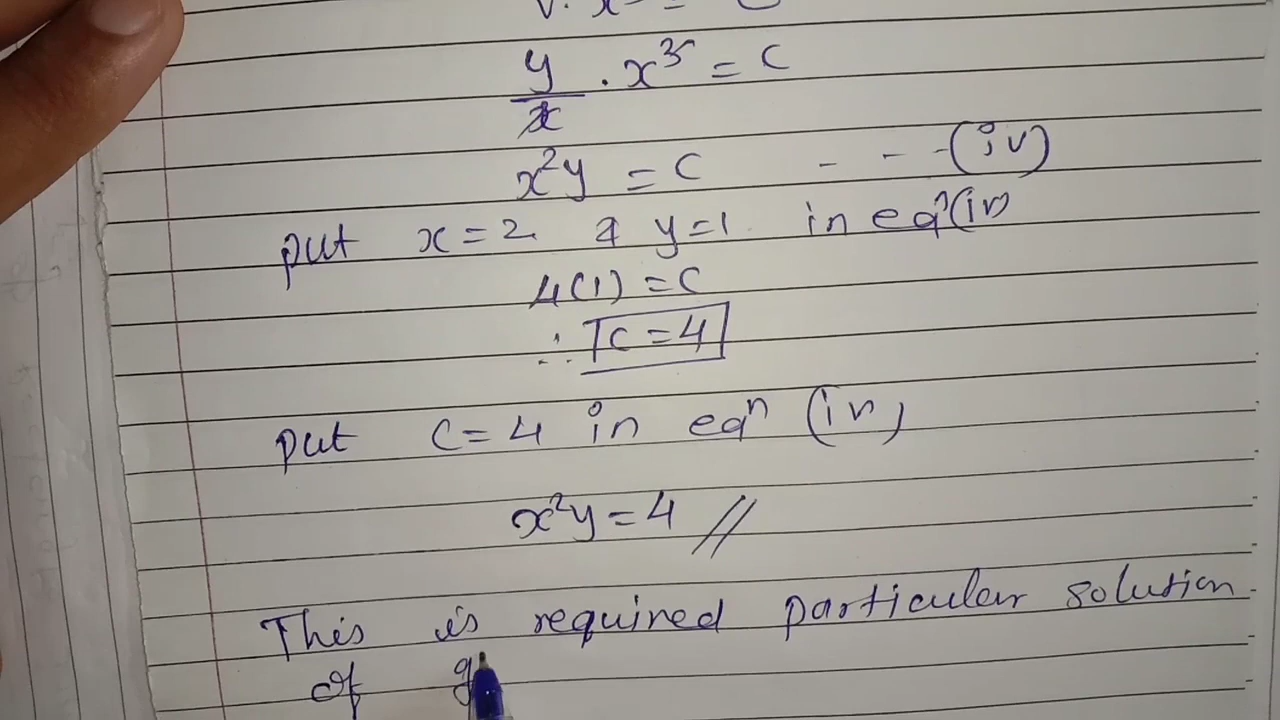 y/x . x³ = C
x²y = C - - - (iv)
put x = 2 & y = 1 in eqⁿ (iv)
4(1) = C
∴ C = 4
put C = 4 in eqⁿ (iv)
x²y = 4 //
This is required particular solution
of g